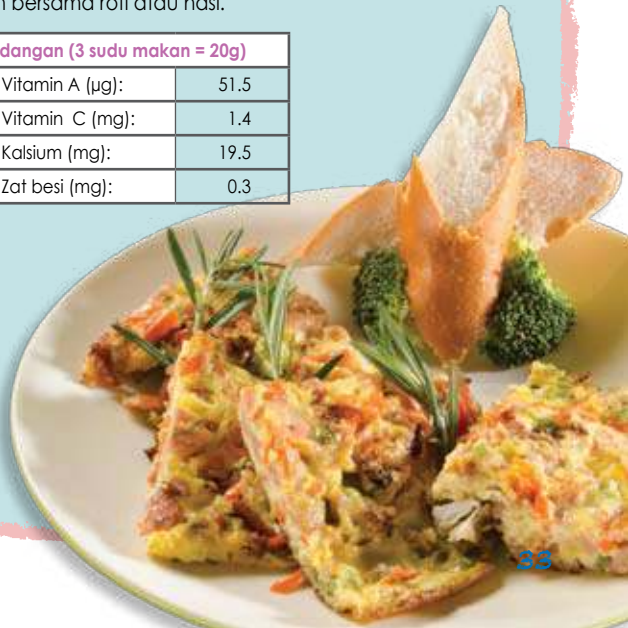 bersama roti atau nasi.
(3 sudu makan = 20g)
Vitamin A (µg): 51.5
Vitamin C (mg): 1.4
Kalsium (mg): 19.5
Zat besi (mg): 0.3
33